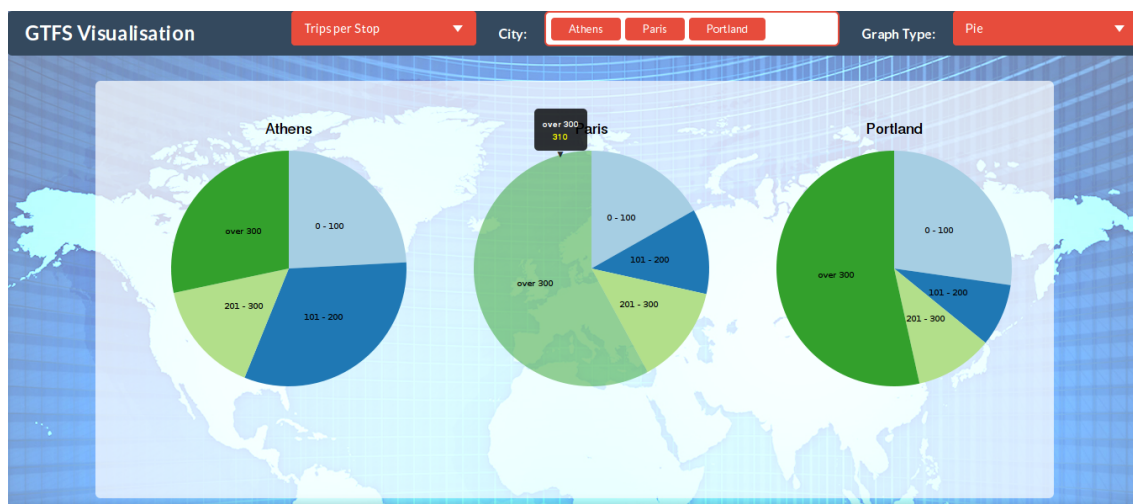 GTFS Visualisation
Trips per Stop
City:
Athens
Paris
Portland
Graph Type:
Pie
Athens
over 300
0 - 100
201 - 300
101 - 200
over 300
310
Paris
0 - 100
101 - 200
over 300
201 - 300
Portland
0 - 100
over 300
101 - 200
201 - 300